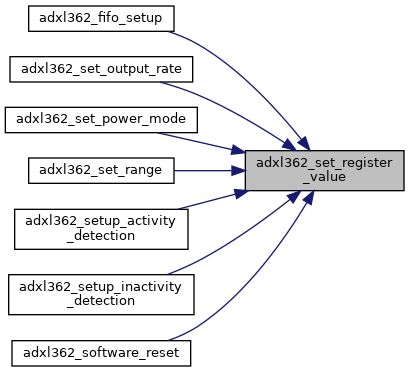 adxl362_fifo_setup
adxl362_set_output_rate
adxl362_set_power_mode
adxl362_set_range
adxl362_setup_activity
_detection
adxl362_setup_inactivity
_detection
adxl362_software_reset
adxl362_set_register
_value